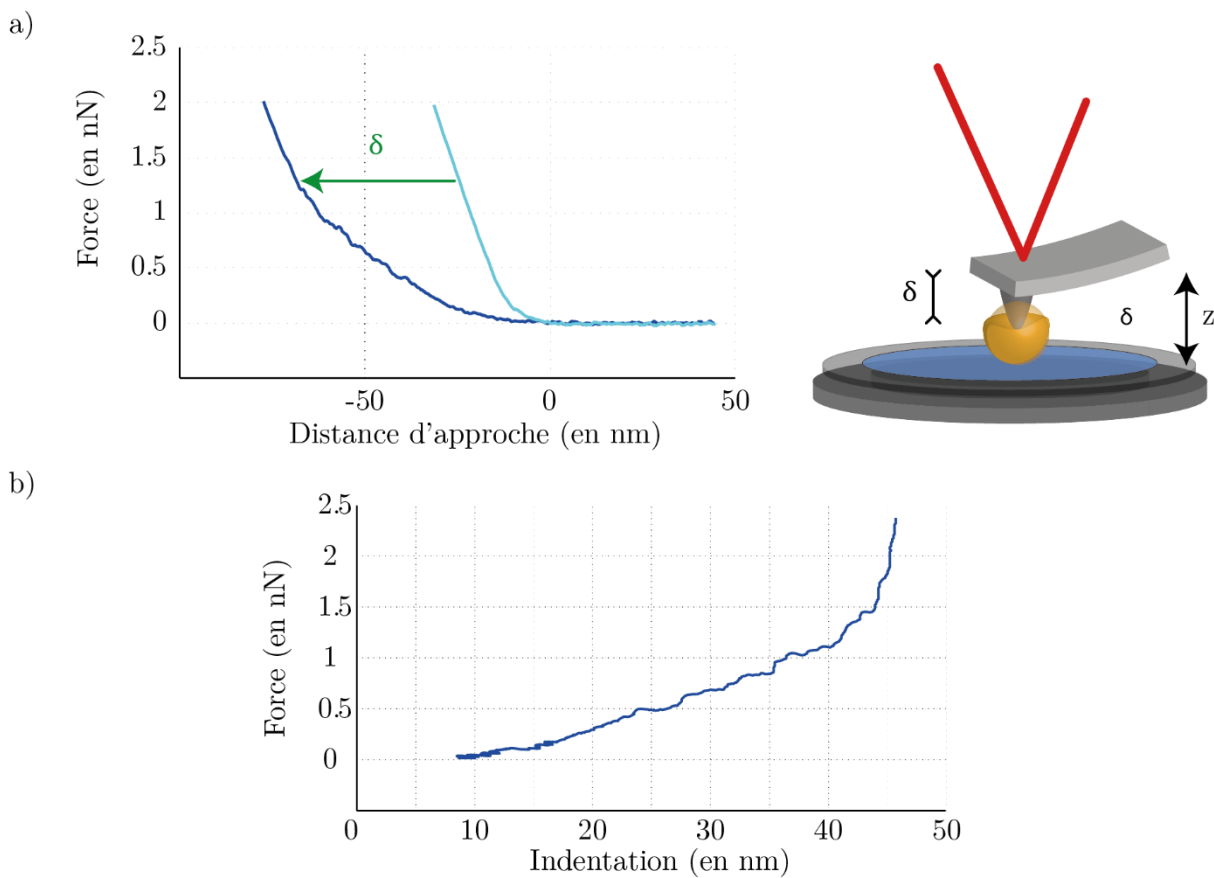 a)
2.5
2
1.5
1
0.5
0
Force (en nN)
δ
-50 0 50
Distance d'approche (en nm)
δ
δ
z
b)
2.5
2
1.5
1
0.5
0
Force (en nN)
0 10 20 30 40 50
Indentation (en nm)